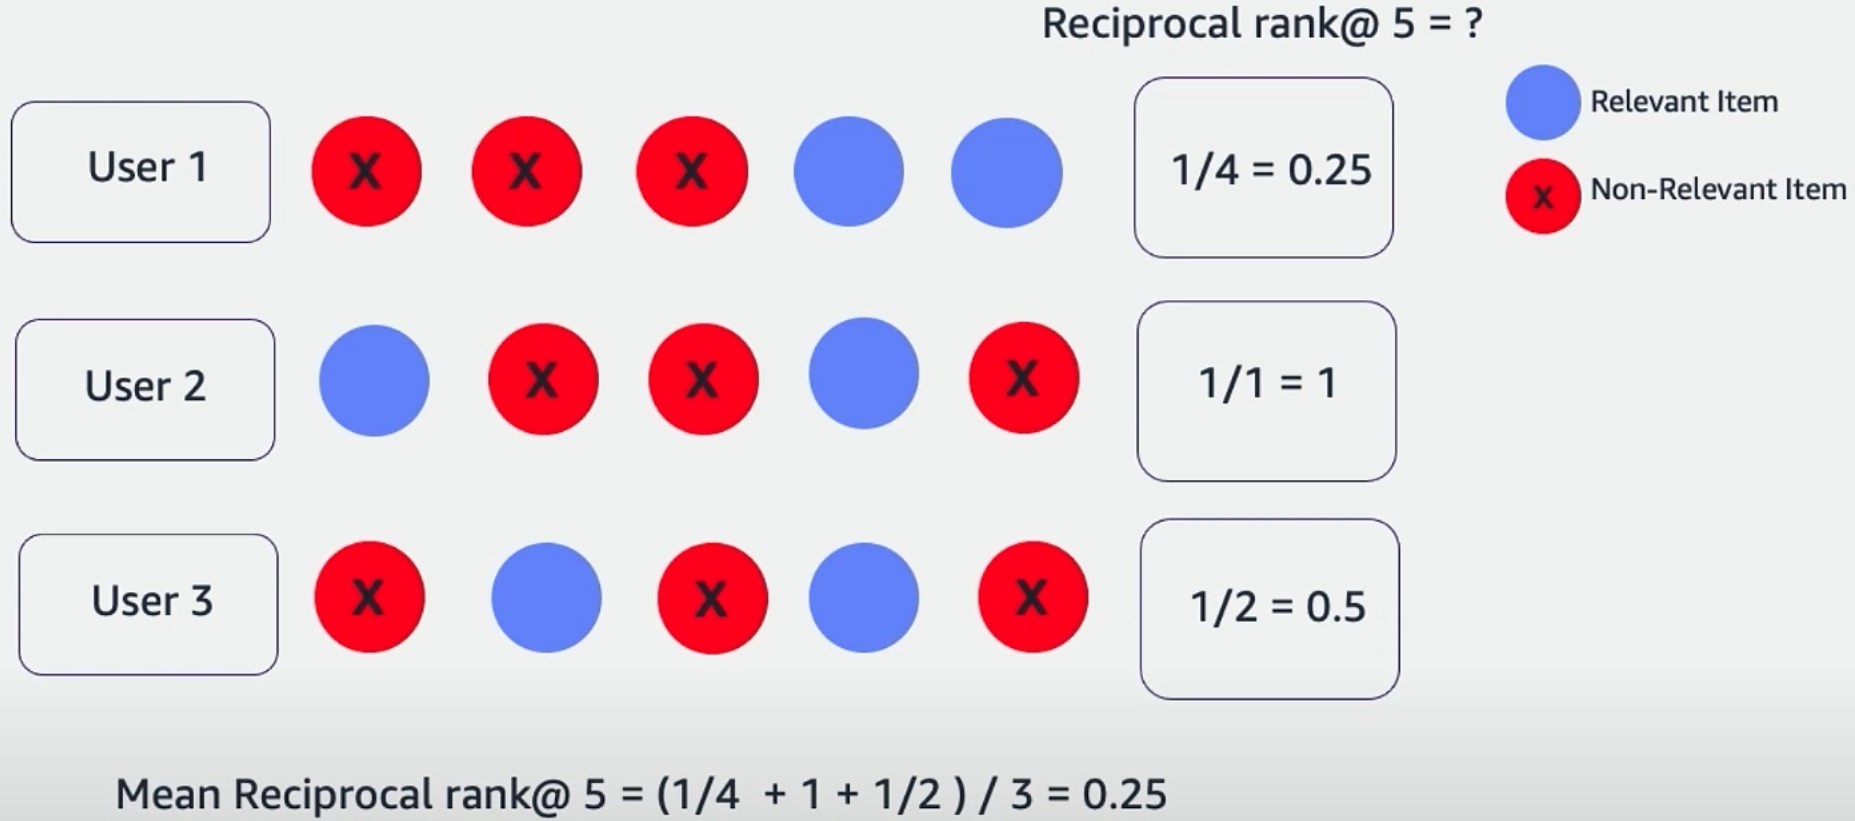 Reciprocal rank@ 5 = ?
Relevant Item
Non-Relevant Item
X
User 1
X
X
X
1/4 = 0.25
User 2
X
X
X
1/1 = 1
User 3
X
X
X
1/2 = 0.5
Mean Reciprocal rank@ 5 = (1/4 + 1 + 1/2 ) / 3 = 0.25